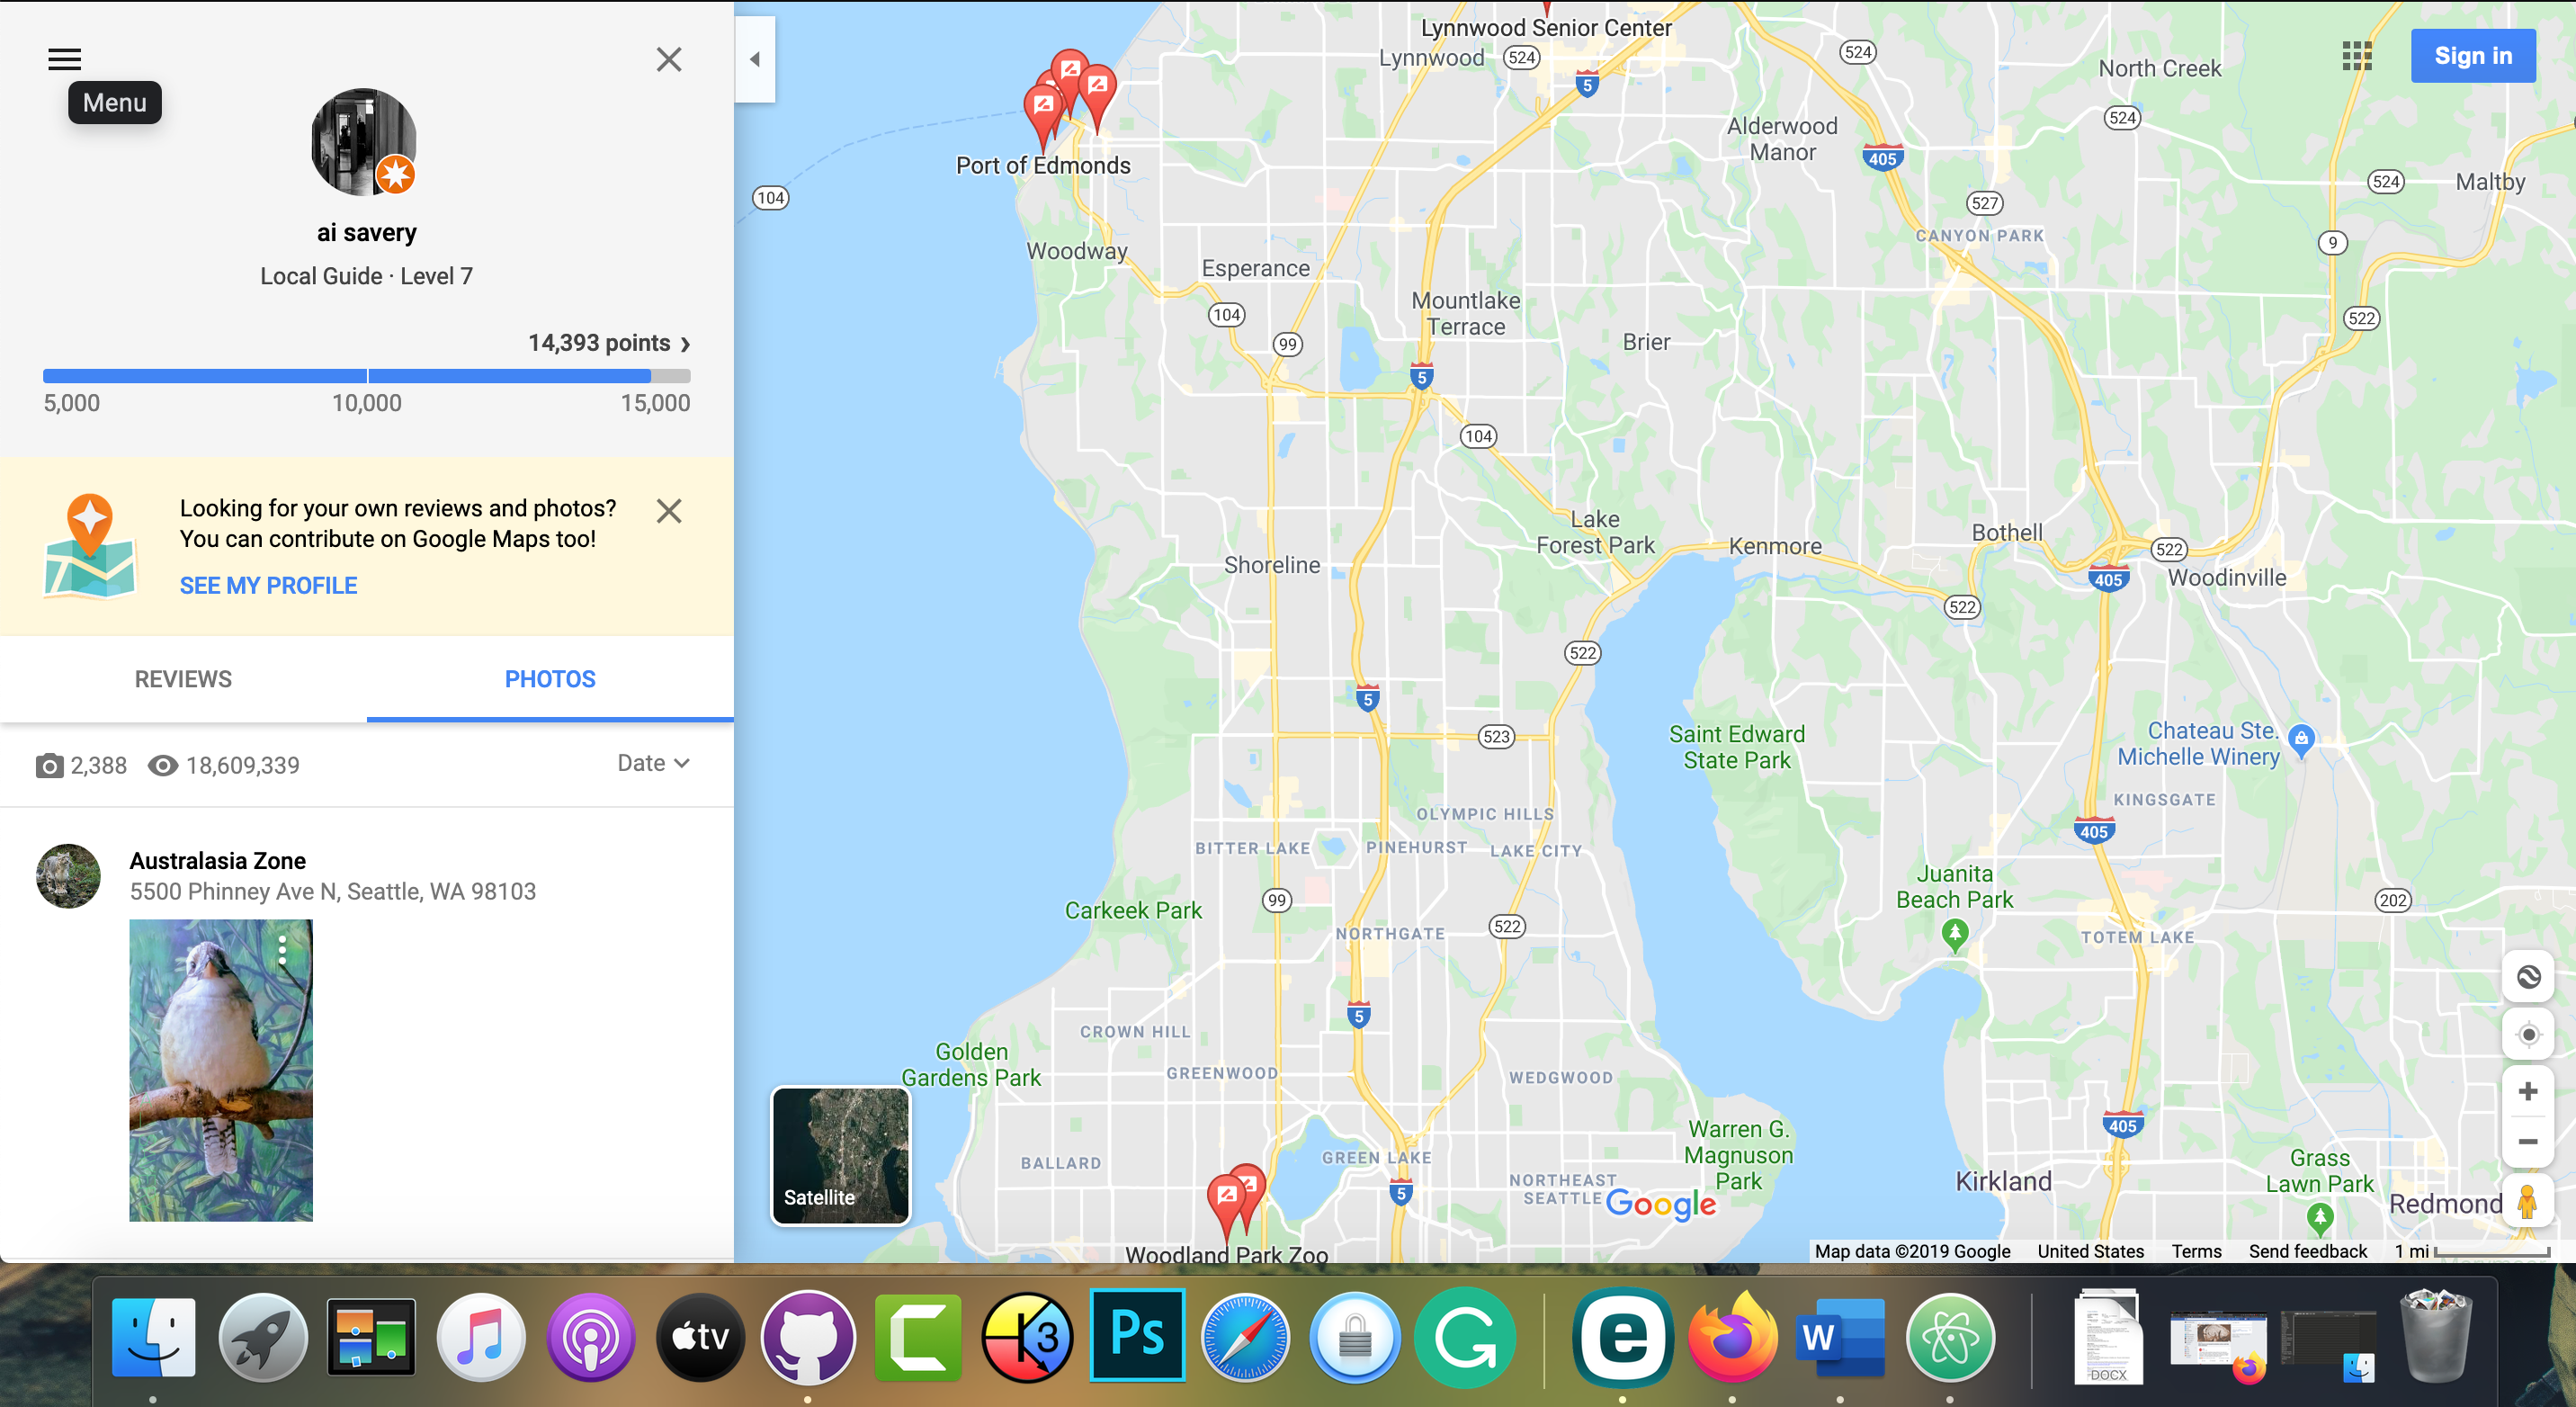 Menu
ai savery
Local Guide · Level 7
14,393 points ›
5,000 10,000 15,000
Looking for your own reviews and photos?
You can contribute on Google Maps too!
SEE MY PROFILE
REVIEWS PHOTOS
2,388 18,609,339 Date
Australasia Zone
5500 Phinney Ave N, Seattle, WA 98103
Lynnwood Senior Center
Lynnwood
524
5
524
North Creek
Sign in
524
Alderwood
Manor
405
Port of Edmonds
104
524
Maltby
527
CANYON PARK
9
Woodway
Esperance
Mountlake
Terrace
104
99
Brier
522
5
104
Lake
Forest Park
Kenmore
Bothell
522
Woodinville
405
522
Shoreline
522
5
523
Saint Edward
State Park
Chateau Ste.
Michelle Winery
KINGSGATE
OLYMPIC HILLS
BITTER LAKE
PINEHURST
LAKE CITY
405
Juanita
Beach Park
99
Carkeek Park
522
202
NORTHGATE
TOTEM LAKE
5
CROWN HILL
Golden
Gardens Park
GREENWOOD
WEDGWOOD
Warren G.
Magnuson
Park
405
BALLARD
GREEN LAKE
NORTHEAST
SEATTLE
5
Kirkland
Grass
Lawn Park
Redmond
Satellite
Google
Woodland Park Zoo
Map data ©2019 Google United States Terms Send feedback 1 mi
tv
3
Ps
e
W
DOCX